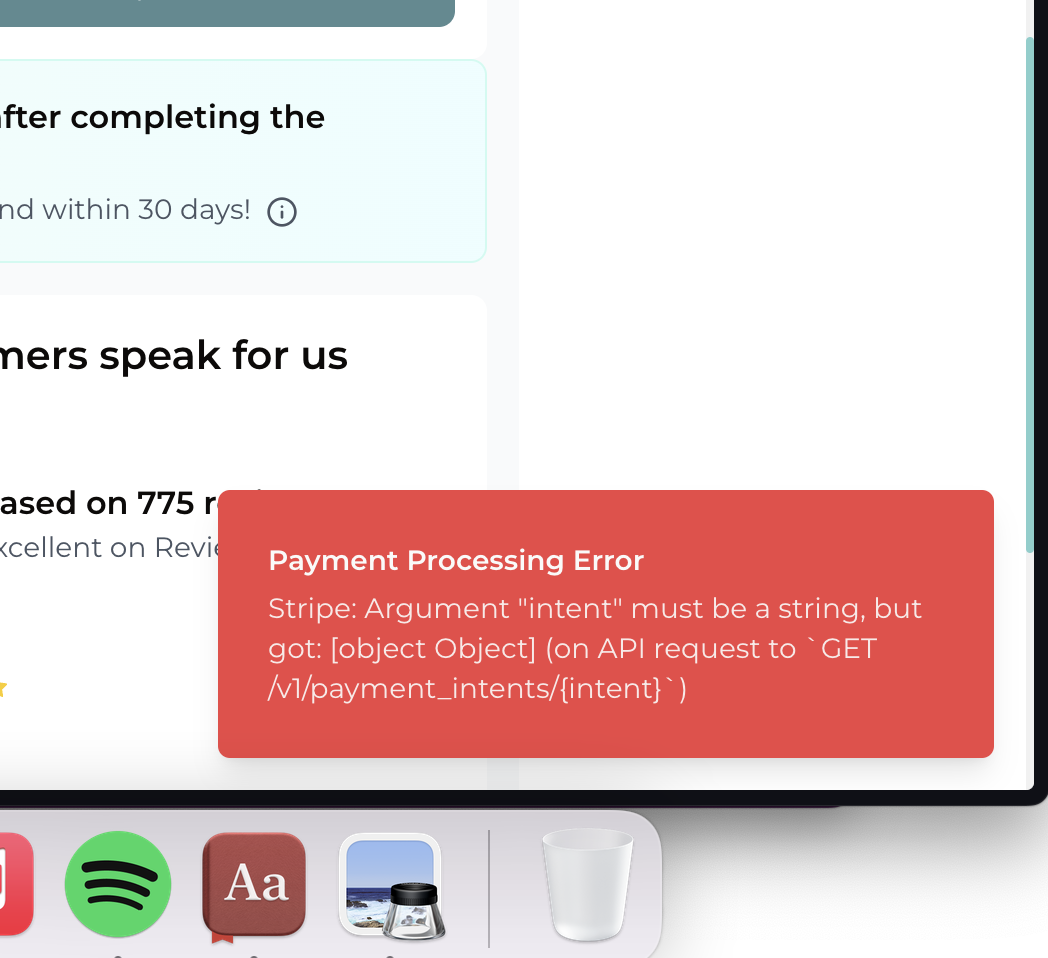 after completing the
nd within 30 days!
mers speak for us
ased on 775
xcellent on
Payment Processing Error
Stripe: Argument "intent" must be a string, but
got: [object Object] (on API request to `GET
/v1/payment_intents/{intent}`)
Aa